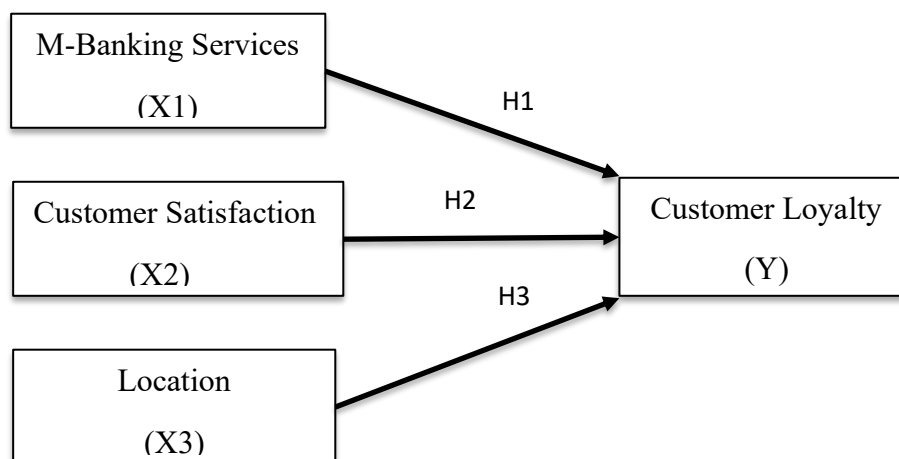 M-Banking Services
(X1)
H1
Customer Satisfaction
(X2)
H2
Customer Loyalty
(Y)
H3
Location
(X3)